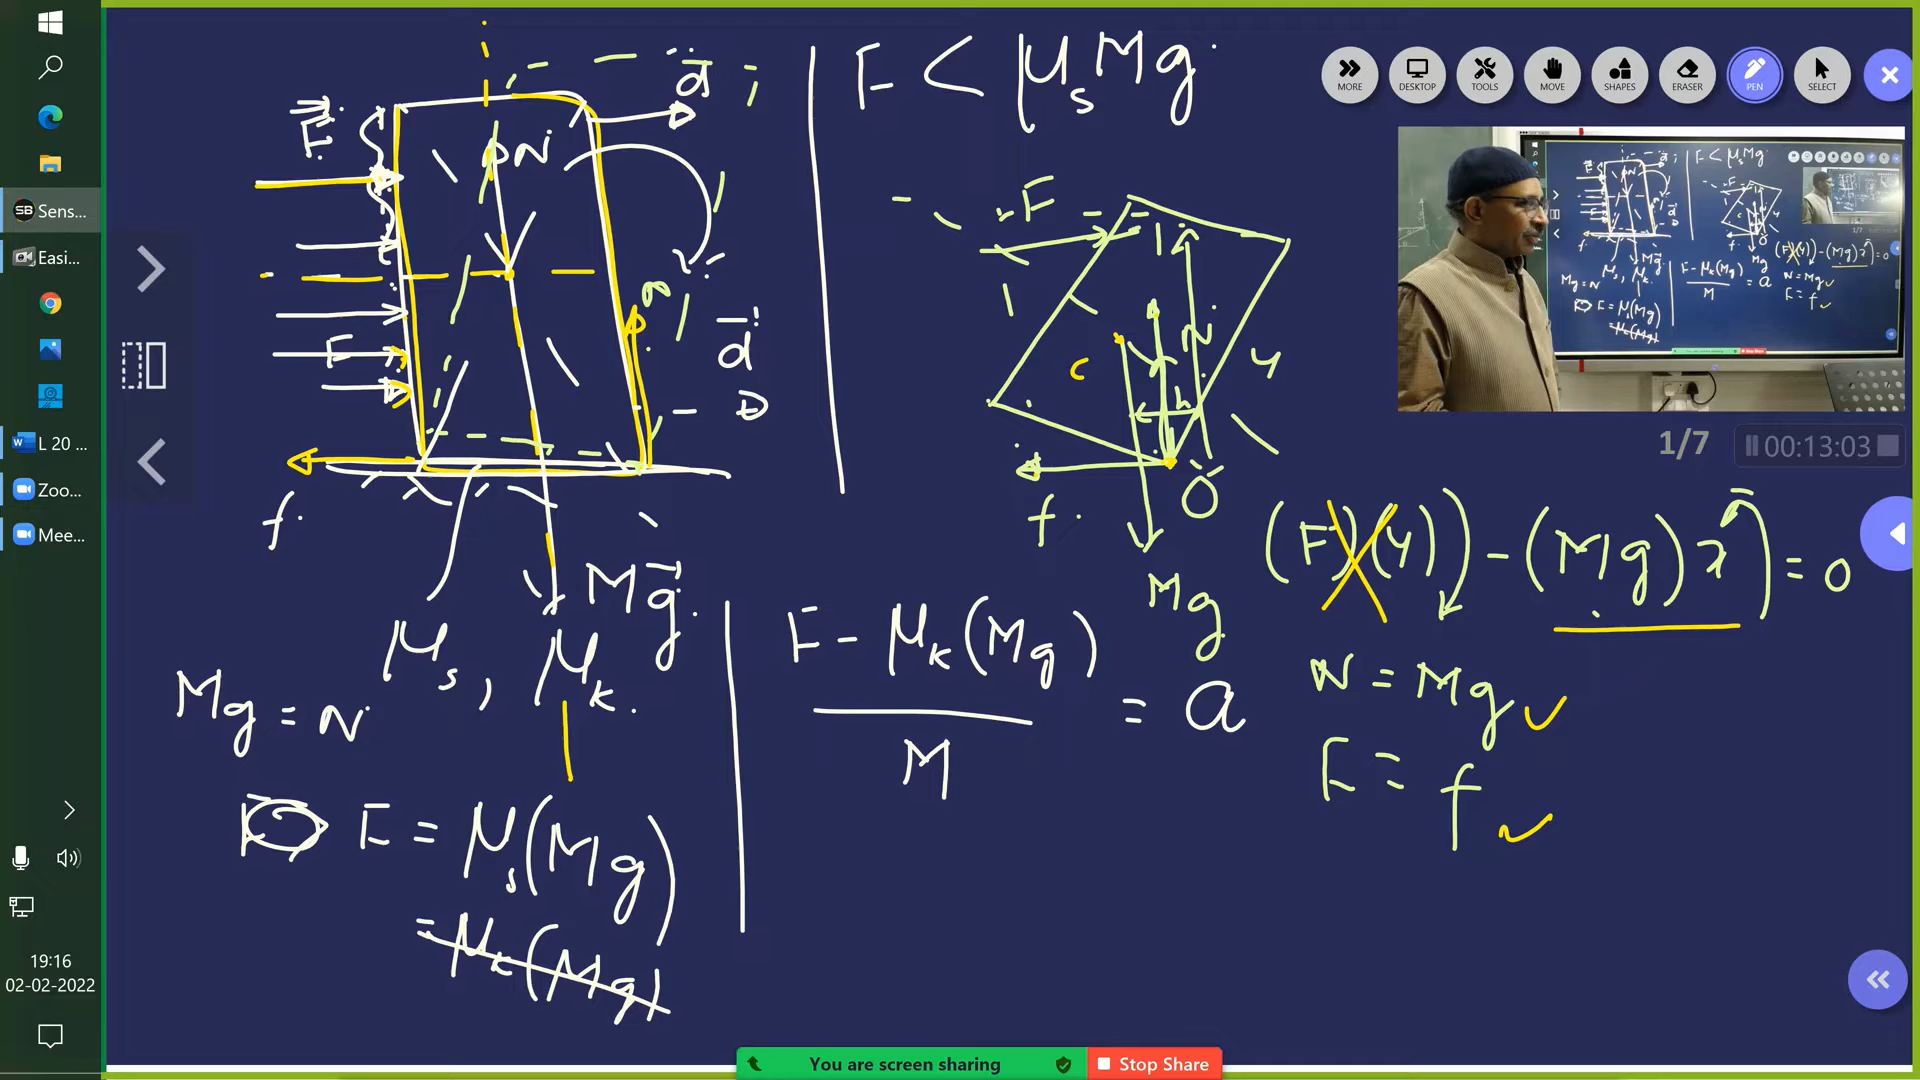 Sens...
Easi...
L 20 ...
Zoo...
Mee...
19:16
02-02-2022
F
d
N
F
n
d
f
Mg
μs, μk
Mg = N
F = μs(Mg)
= μk(Mg)
F < μsMg
F
N
c
y
h
f
O
Mg
F - μk(Mg)
M
= a
(F)(y) - (Mg)x = 0
N = Mg
F = f
MORE
DESKTOP
TOOLS
MOVE
SHAPES
ERASER
PEN
SELECT
1/7
00:13:03
You are screen sharing
Stop Share